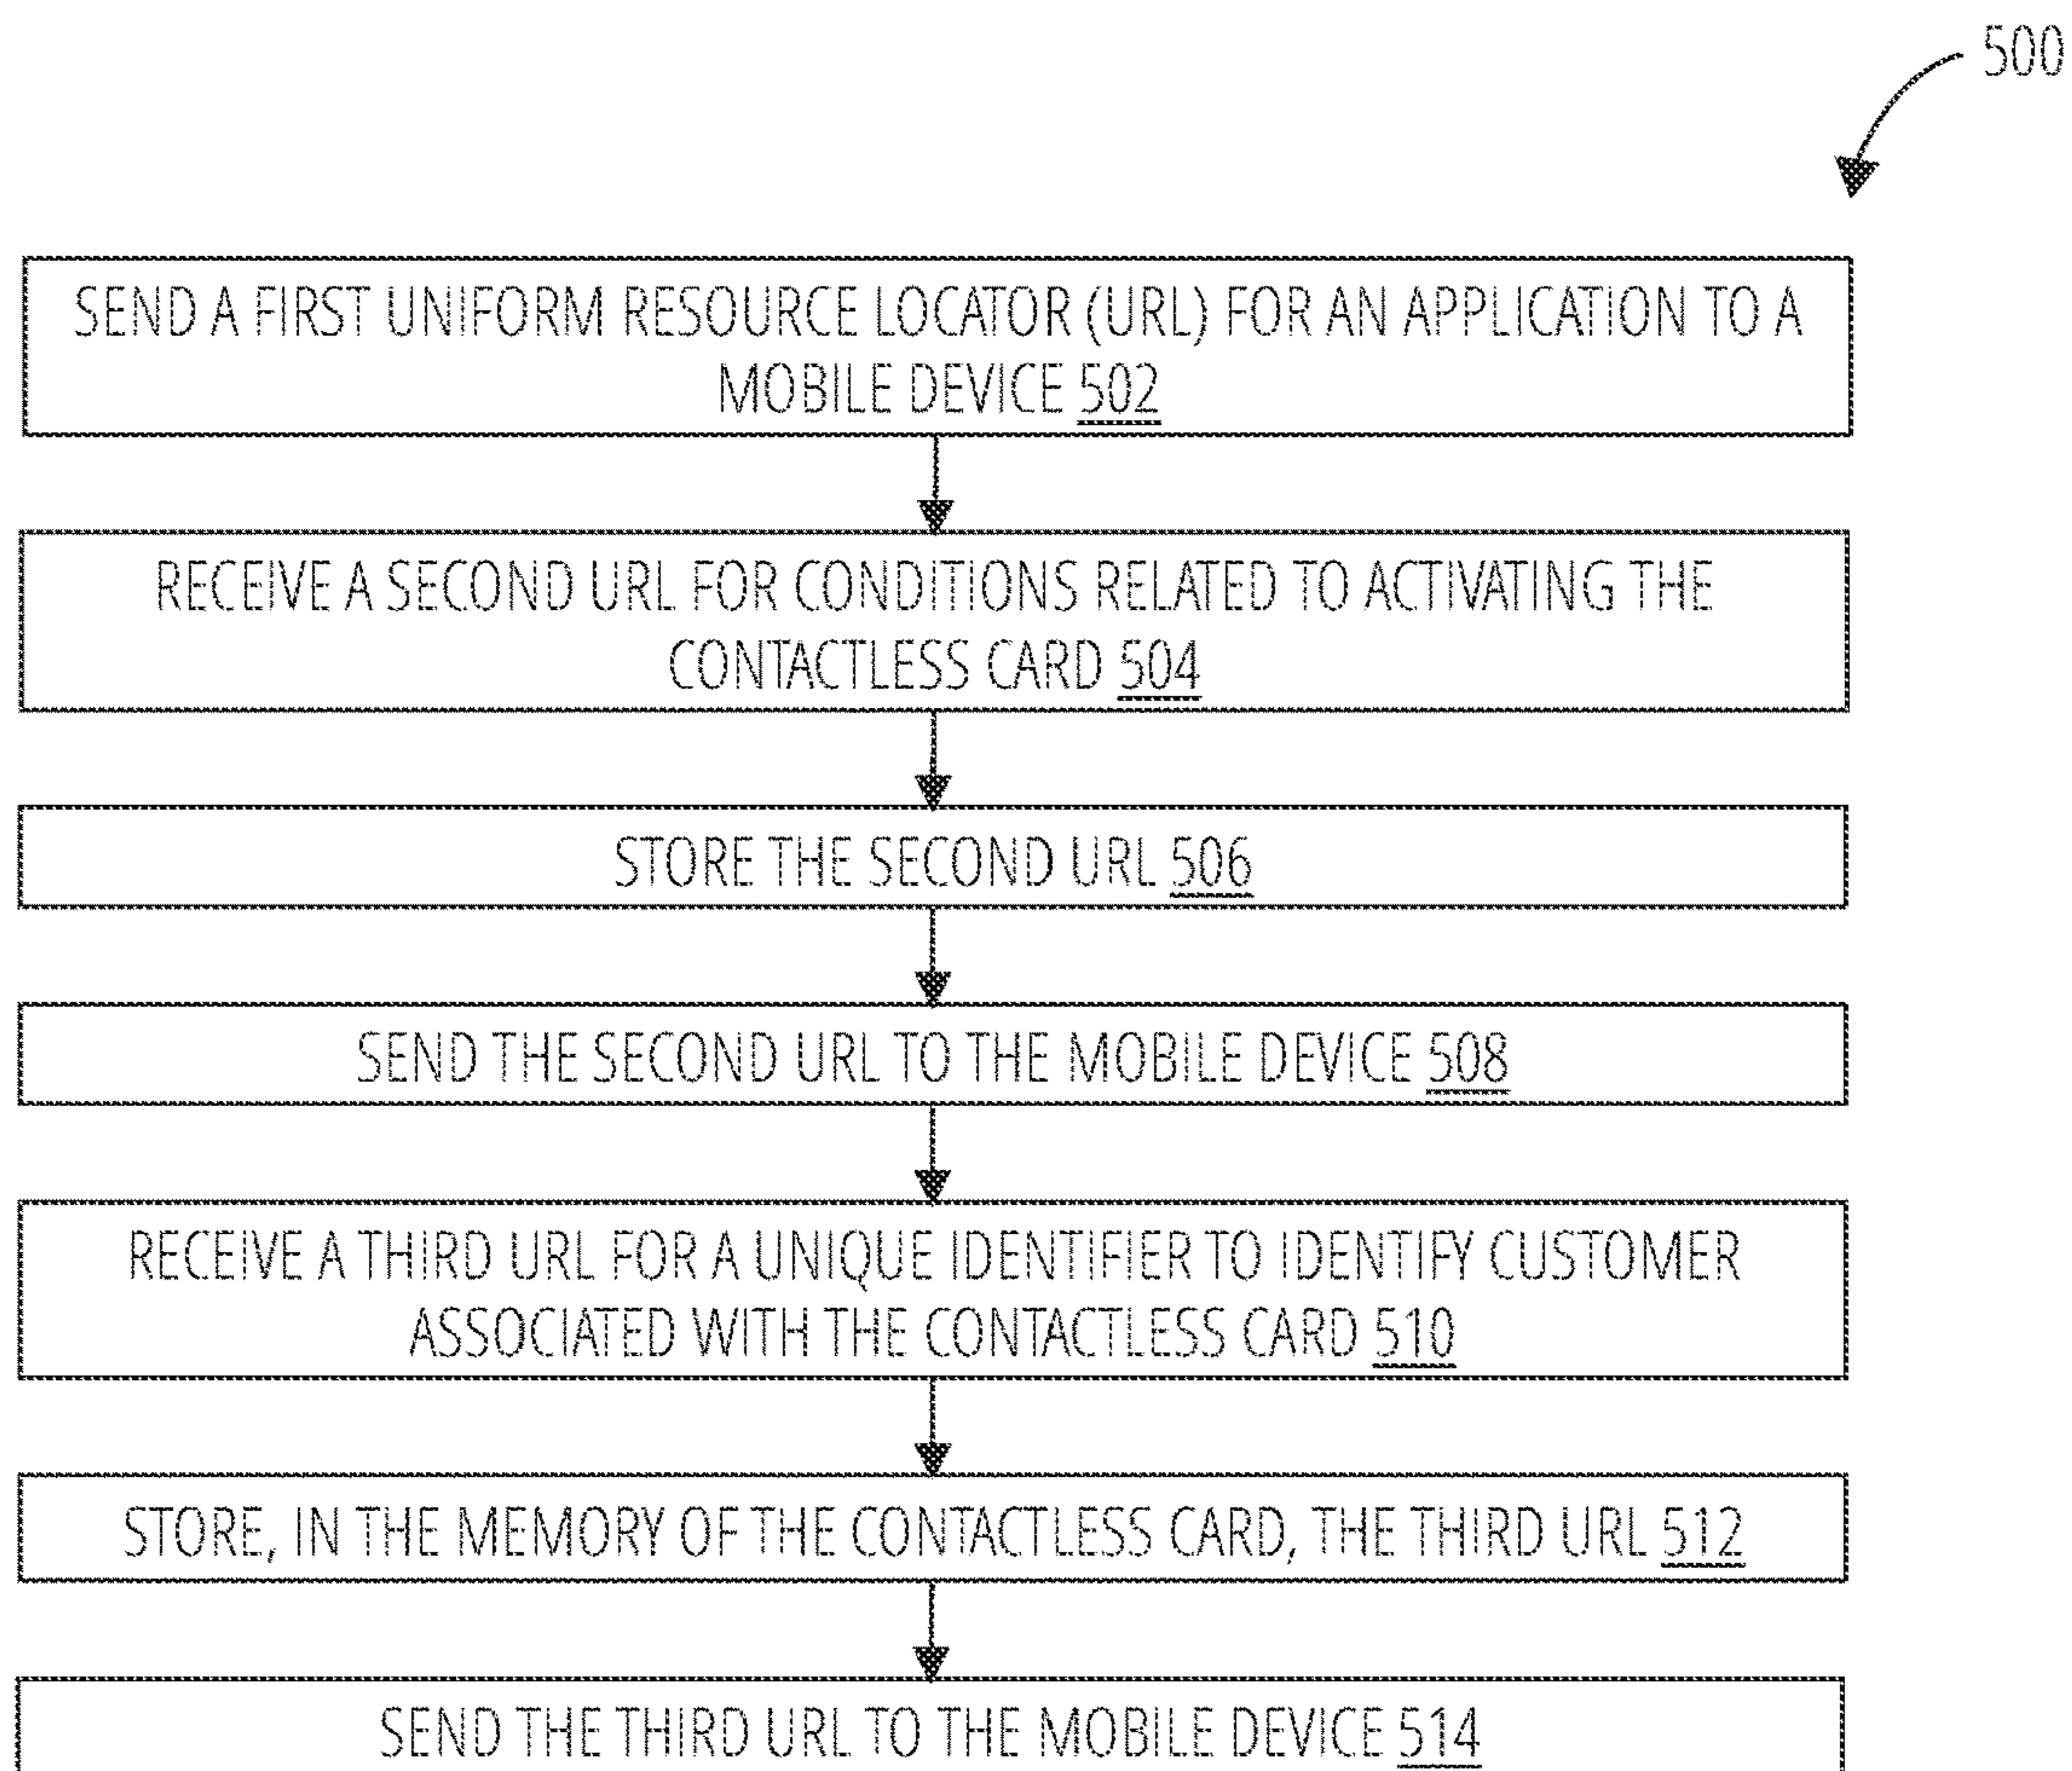 500
SEND A FIRST UNIFORM RESOURCE LOCATOR (URL) FOR AN APPLICATION TO A
MOBILE DEVICE 502
RECEIVE A SECOND URL FOR CONDITIONS RELATED TO ACTIVATING THE
CONTACTLESS CARD 504
STORE THE SECOND URL 506
SEND THE SECOND URL TO THE MOBILE DEVICE 508
RECEIVE A THIRD URL FOR A UNIQUE IDENTIFIER TO IDENTIFY CUSTOMER
ASSOCIATED WITH THE CONTACTLESS CARD 510
STORE, IN THE MEMORY OF THE CONTACTLESS CARD, THE THIRD URL 512
SEND THE THIRD URL TO THE MOBILE DEVICE 514